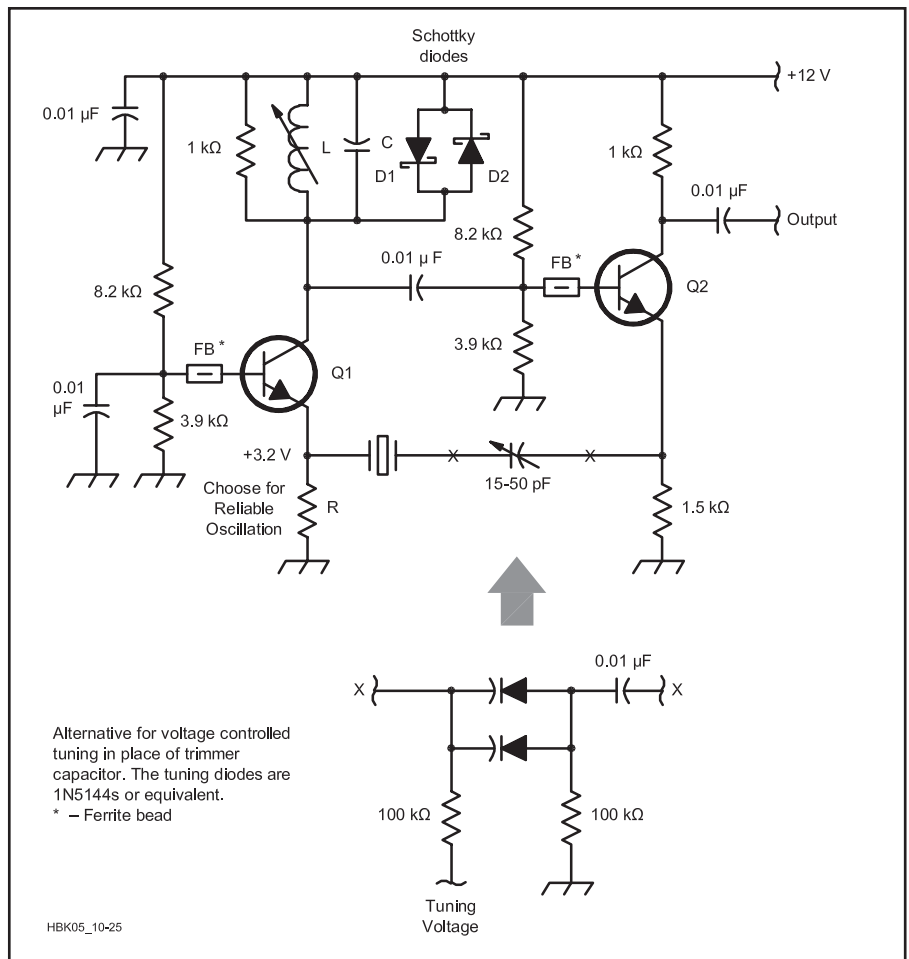 Schottky
diodes
+12 V
0.01 µF
1 kΩ
L
C
D1
D2
1 kΩ
0.01 µF
Output
8.2 kΩ
0.01 µ F
FB *
Q2
8.2 kΩ
FB *
Q1
3.9 kΩ
0.01
µF
3.9 kΩ
+3.2 V
X
X
15-50 pF
Choose for
Reliable
Oscillation
R
1.5 kΩ
0.01 µF
X
X
Alternative for voltage controlled
tuning in place of trimmer
capacitor. The tuning diodes are
1N5144s or equivalent.
* – Ferrite bead
100 kΩ
100 kΩ
Tuning
Voltage
HBK05_10-25